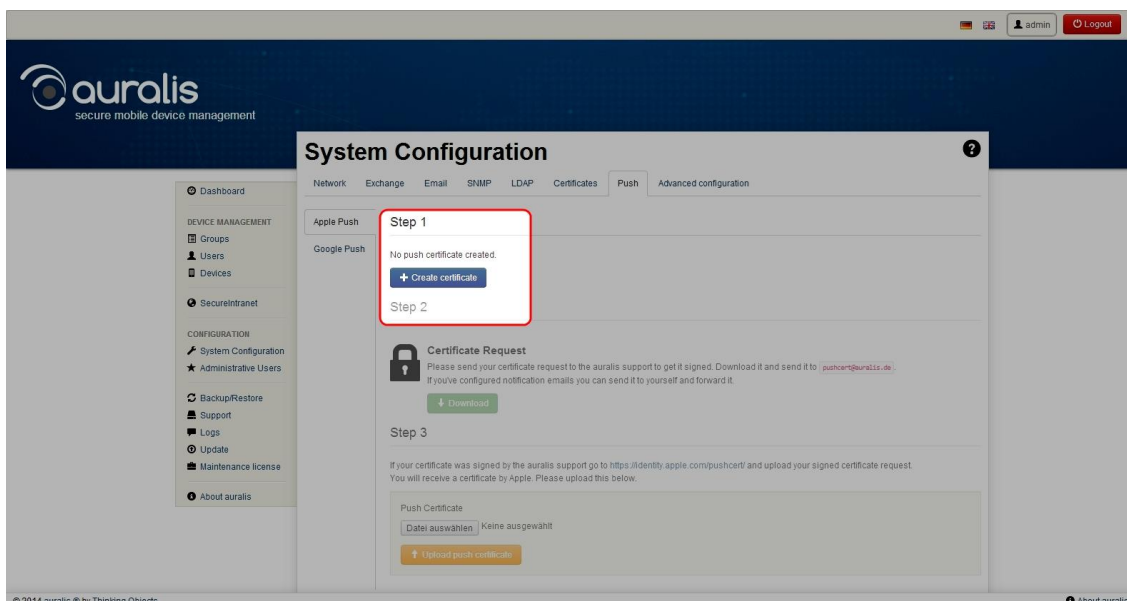 admin
Logout
auralis
secure mobile device management
System Configuration
Network Exchange Email SNMP LDAP Certificates Push Advanced configuration
Dashboard
DEVICE MANAGEMENT
Groups
Users
Devices
SecureIntranet
CONFIGURATION
System Configuration
Administrative Users
Backup/Restore
Support
Logs
Update
Maintenance license
About auralis
Apple Push
Google Push
Step 1
No push certificate created.
+ Create certificate
Step 2
Certificate Request
Please send your certificate request to the auralis support to get it signed. Download it and send it to pushcert@auralis.de.
If you've configured notification emails you can send it to yourself and forward it.
Download
Step 3
If your certificate was signed by the auralis support go to https://identity.apple.com/pushcert/ and upload your signed certificate request.
You will receive a certificate by Apple. Please upload this below.
Push Certificate
Datei auswählen Keine ausgewählt
Upload push certificate
© 2014 auralis ® by Thinking Objects
About auralis